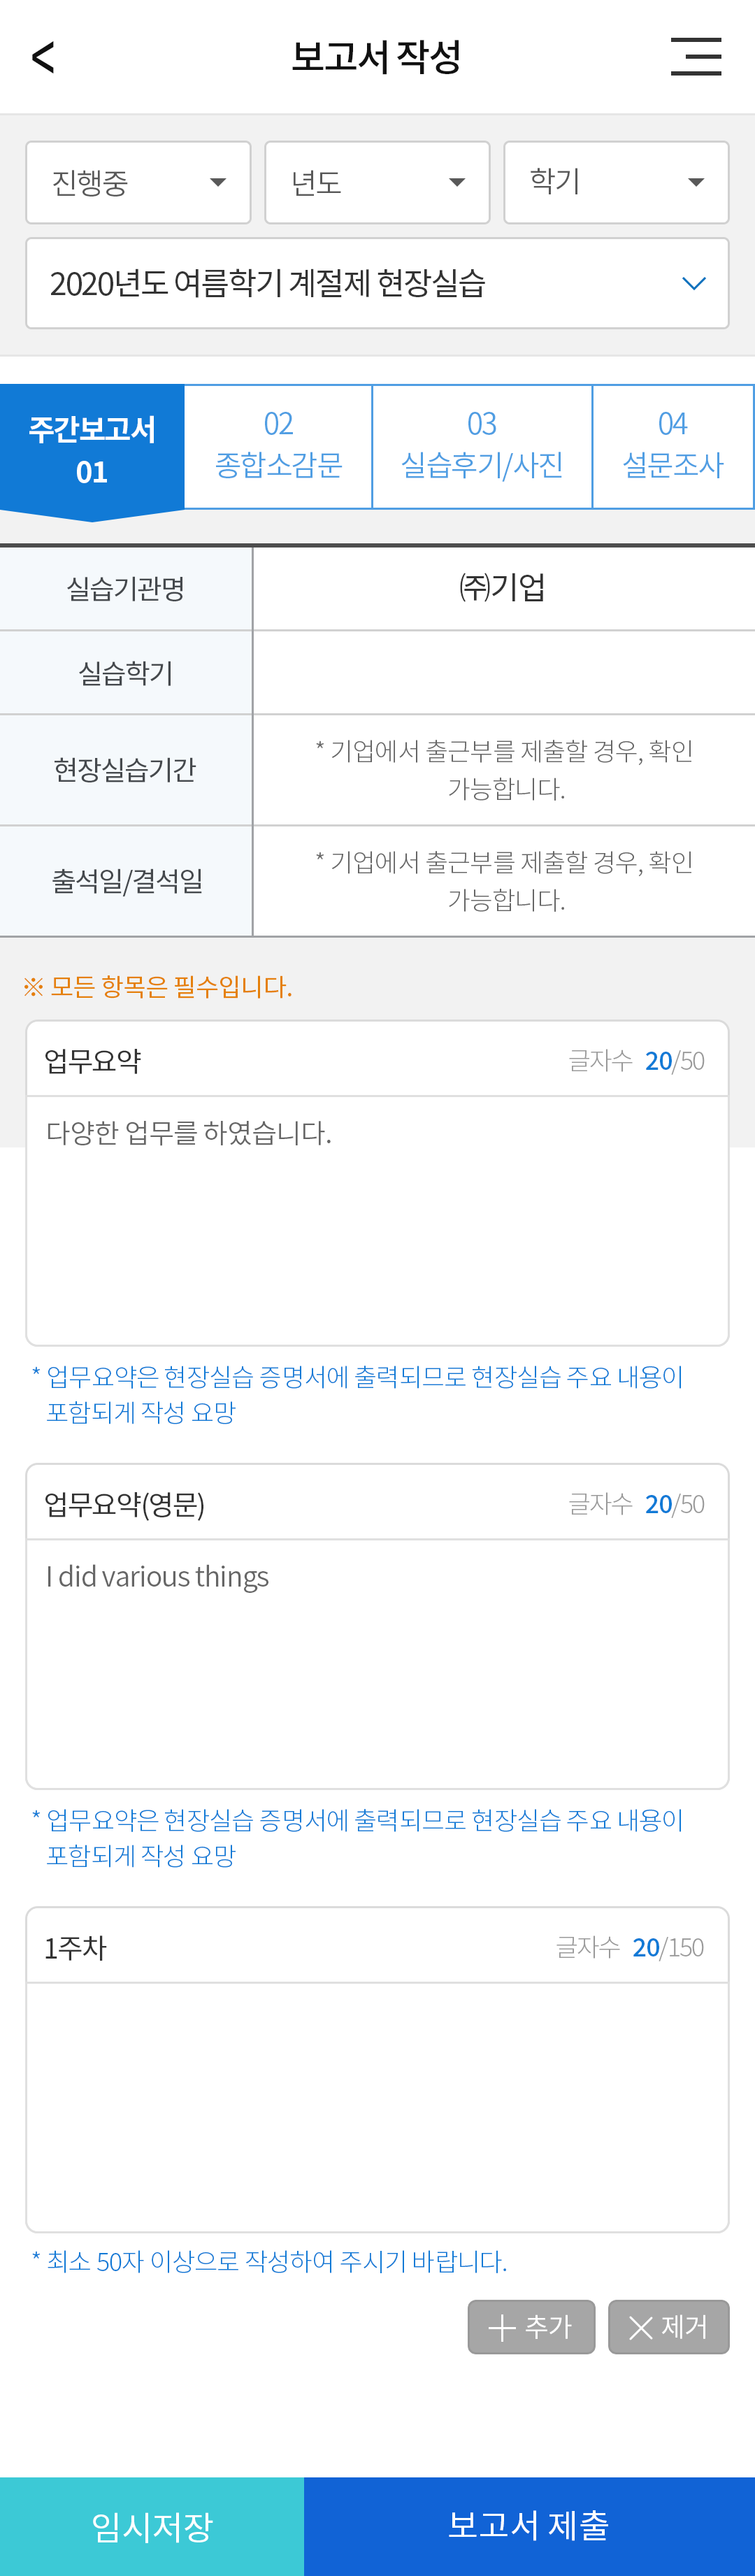 보고서 작성
진행중
년도
학기
2020년도 여름학기 계절제 현장실습
주간보고서
01
02
종합소감문
03
실습후기/사진
04
설문조사
실습기관명
㈜기업
실습학기
현장실습기간
* 기업에서 출근부를 제출할 경우, 확인
가능합니다.
출석일/결석일
* 기업에서 출근부를 제출할 경우, 확인
가능합니다.
※ 모든 항목은 필수입니다.
업무요약
글자수 20/50
다양한 업무를 하였습니다.
* 업무요약은 현장실습 증명서에 출력되므로 현장실습 주요 내용이
포함되게 작성 요망
업무요약(영문)
글자수 20/50
I did various things
* 업무요약은 현장실습 증명서에 출력되므로 현장실습 주요 내용이
포함되게 작성 요망
1주차
글자수 20/150
* 최소 50자 이상으로 작성하여 주시기 바랍니다.
추가
제거
임시저장
보고서 제출